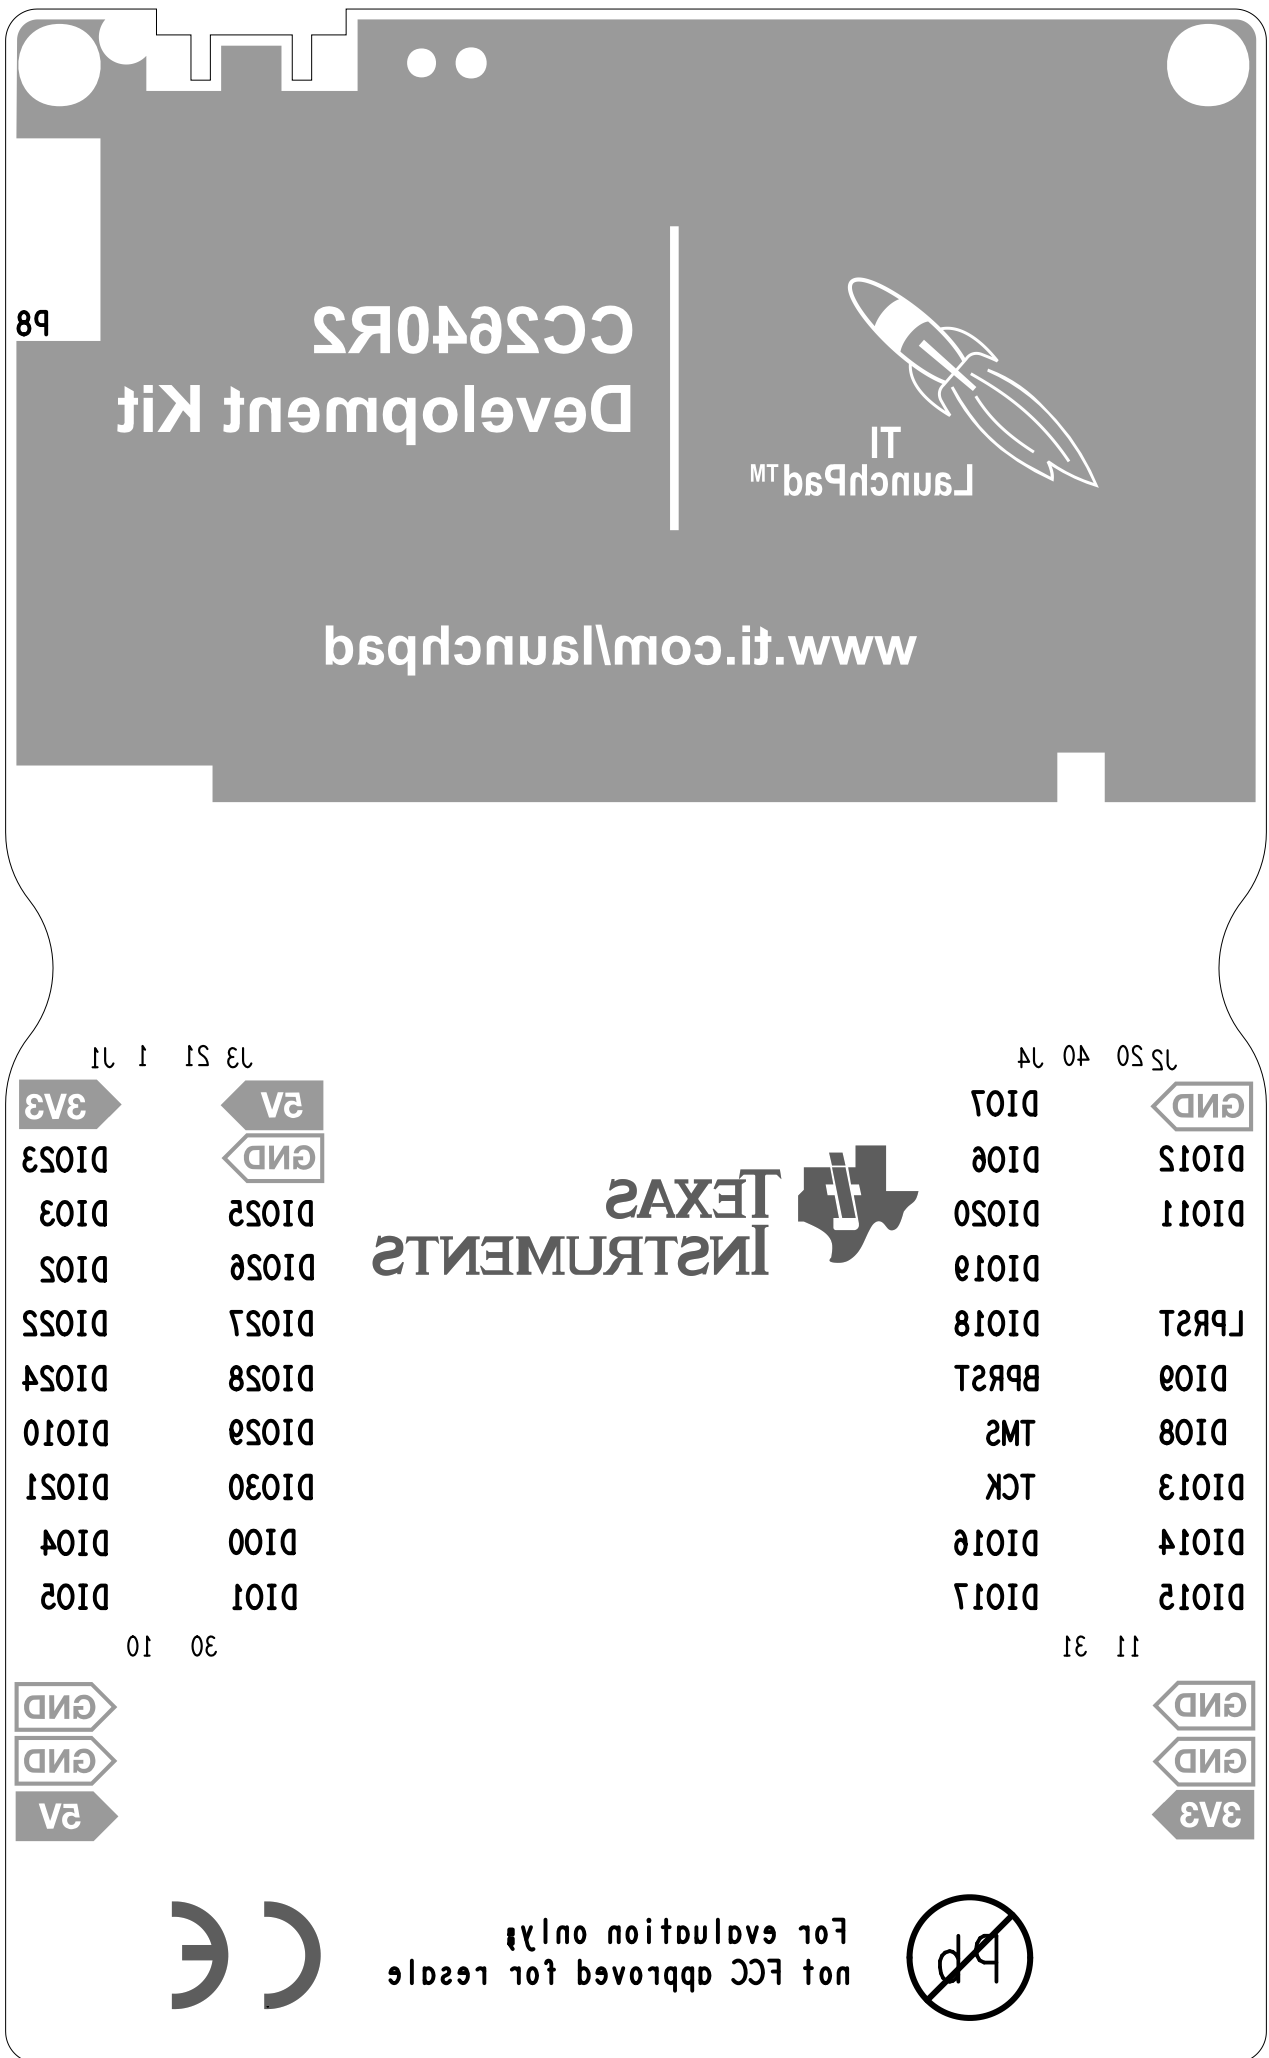 P8
CC2640R2
Development Kit
TI
LaunchPad™
www.ti.com/launchpad
J1
1
21
J3
J4
40
20
J2
3V3
DIO23
DIO3
DIO2
DIO22
DIO24
DIO10
DIO21
DIO4
DIO5
10
GND
GND
5V
5V
GND
DIO25
DIO26
DIO27
DIO28
DIO29
DIO30
DIO0
DIO1
30
TEXAS
INSTRUMENTS
DIO7
DIO6
DIO20
DIO19
DIO18
BPRST
TMS
TCK
DIO16
DIO17
31
GND
DIO12
DIO11
LPRST
DIO9
DIO8
DIO13
DIO14
DIO15
11
GND
GND
3V3
CE
For evaluation only;
not FCC approved for resale
Pb